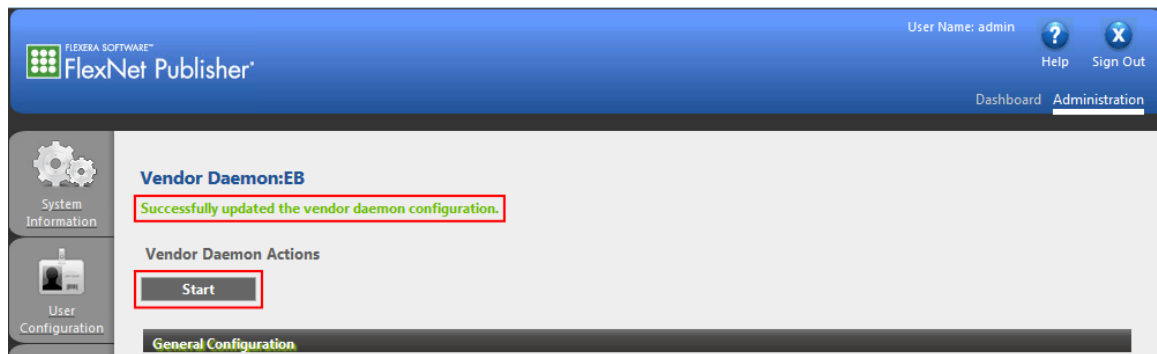 User Name: admin
FLEXERA SOFTWARE™
FlexNet Publisher®
?
Help
X
Sign Out
Dashboard Administration
System
Information
User
Configuration
Vendor Daemon:EB
Successfully updated the vendor daemon configuration.
Vendor Daemon Actions
Start
General Configuration